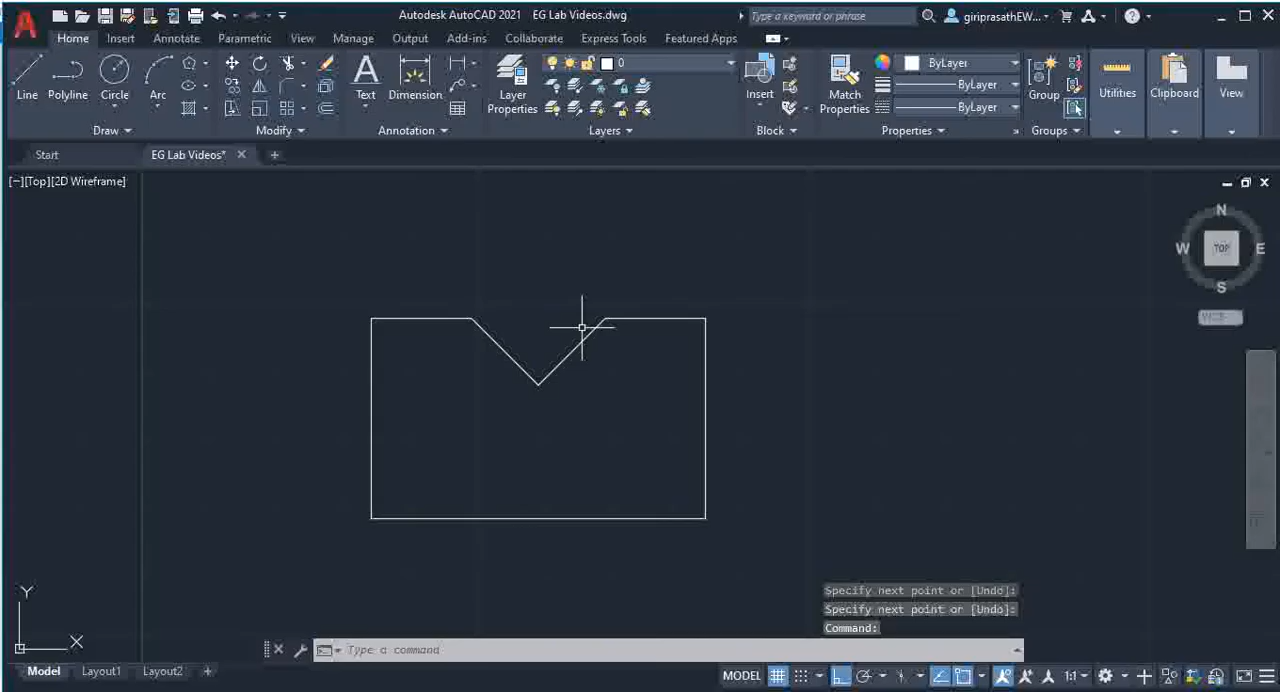 Autodesk AutoCAD 2021 EG Lab Videos.dwg Type a keyword or phrase giriprasathEW...
Home Insert Annotate Parametric View Manage Output Add-ins Collaborate Express Tools Featured Apps
0 ByLayer
ByLayer
ByLayer
Line Polyline Circle Arc Text Dimension Layer Properties Insert Match Properties Group Utilities Clipboard View
Draw Modify Annotation Layers Block Properties Groups
Start EG Lab Videos*
[−][Top][2D Wireframe]
N
W TOP E
S
Specify next point or [Undo]:
Specify next point or [Undo]:
Command:
Y
X
Type a command
Model Layout1 Layout2 MODEL 1:1